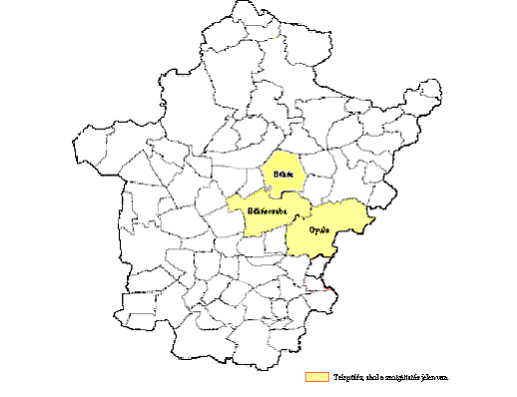 Békés
Békéscsaba
Gyula
Település, ahol a szolgáltatás jelen van.